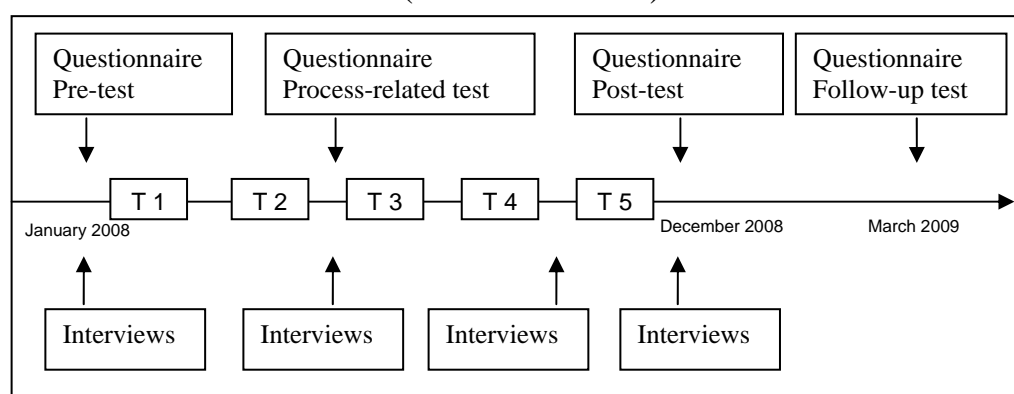 Questionnaire
Pre-test
Questionnaire
Process-related test
Questionnaire
Post-test
Questionnaire
Follow-up test
T 1
T 2
T 3
T 4
T 5
January 2008
December 2008
March 2009
Interviews
Interviews
Interviews
Interviews